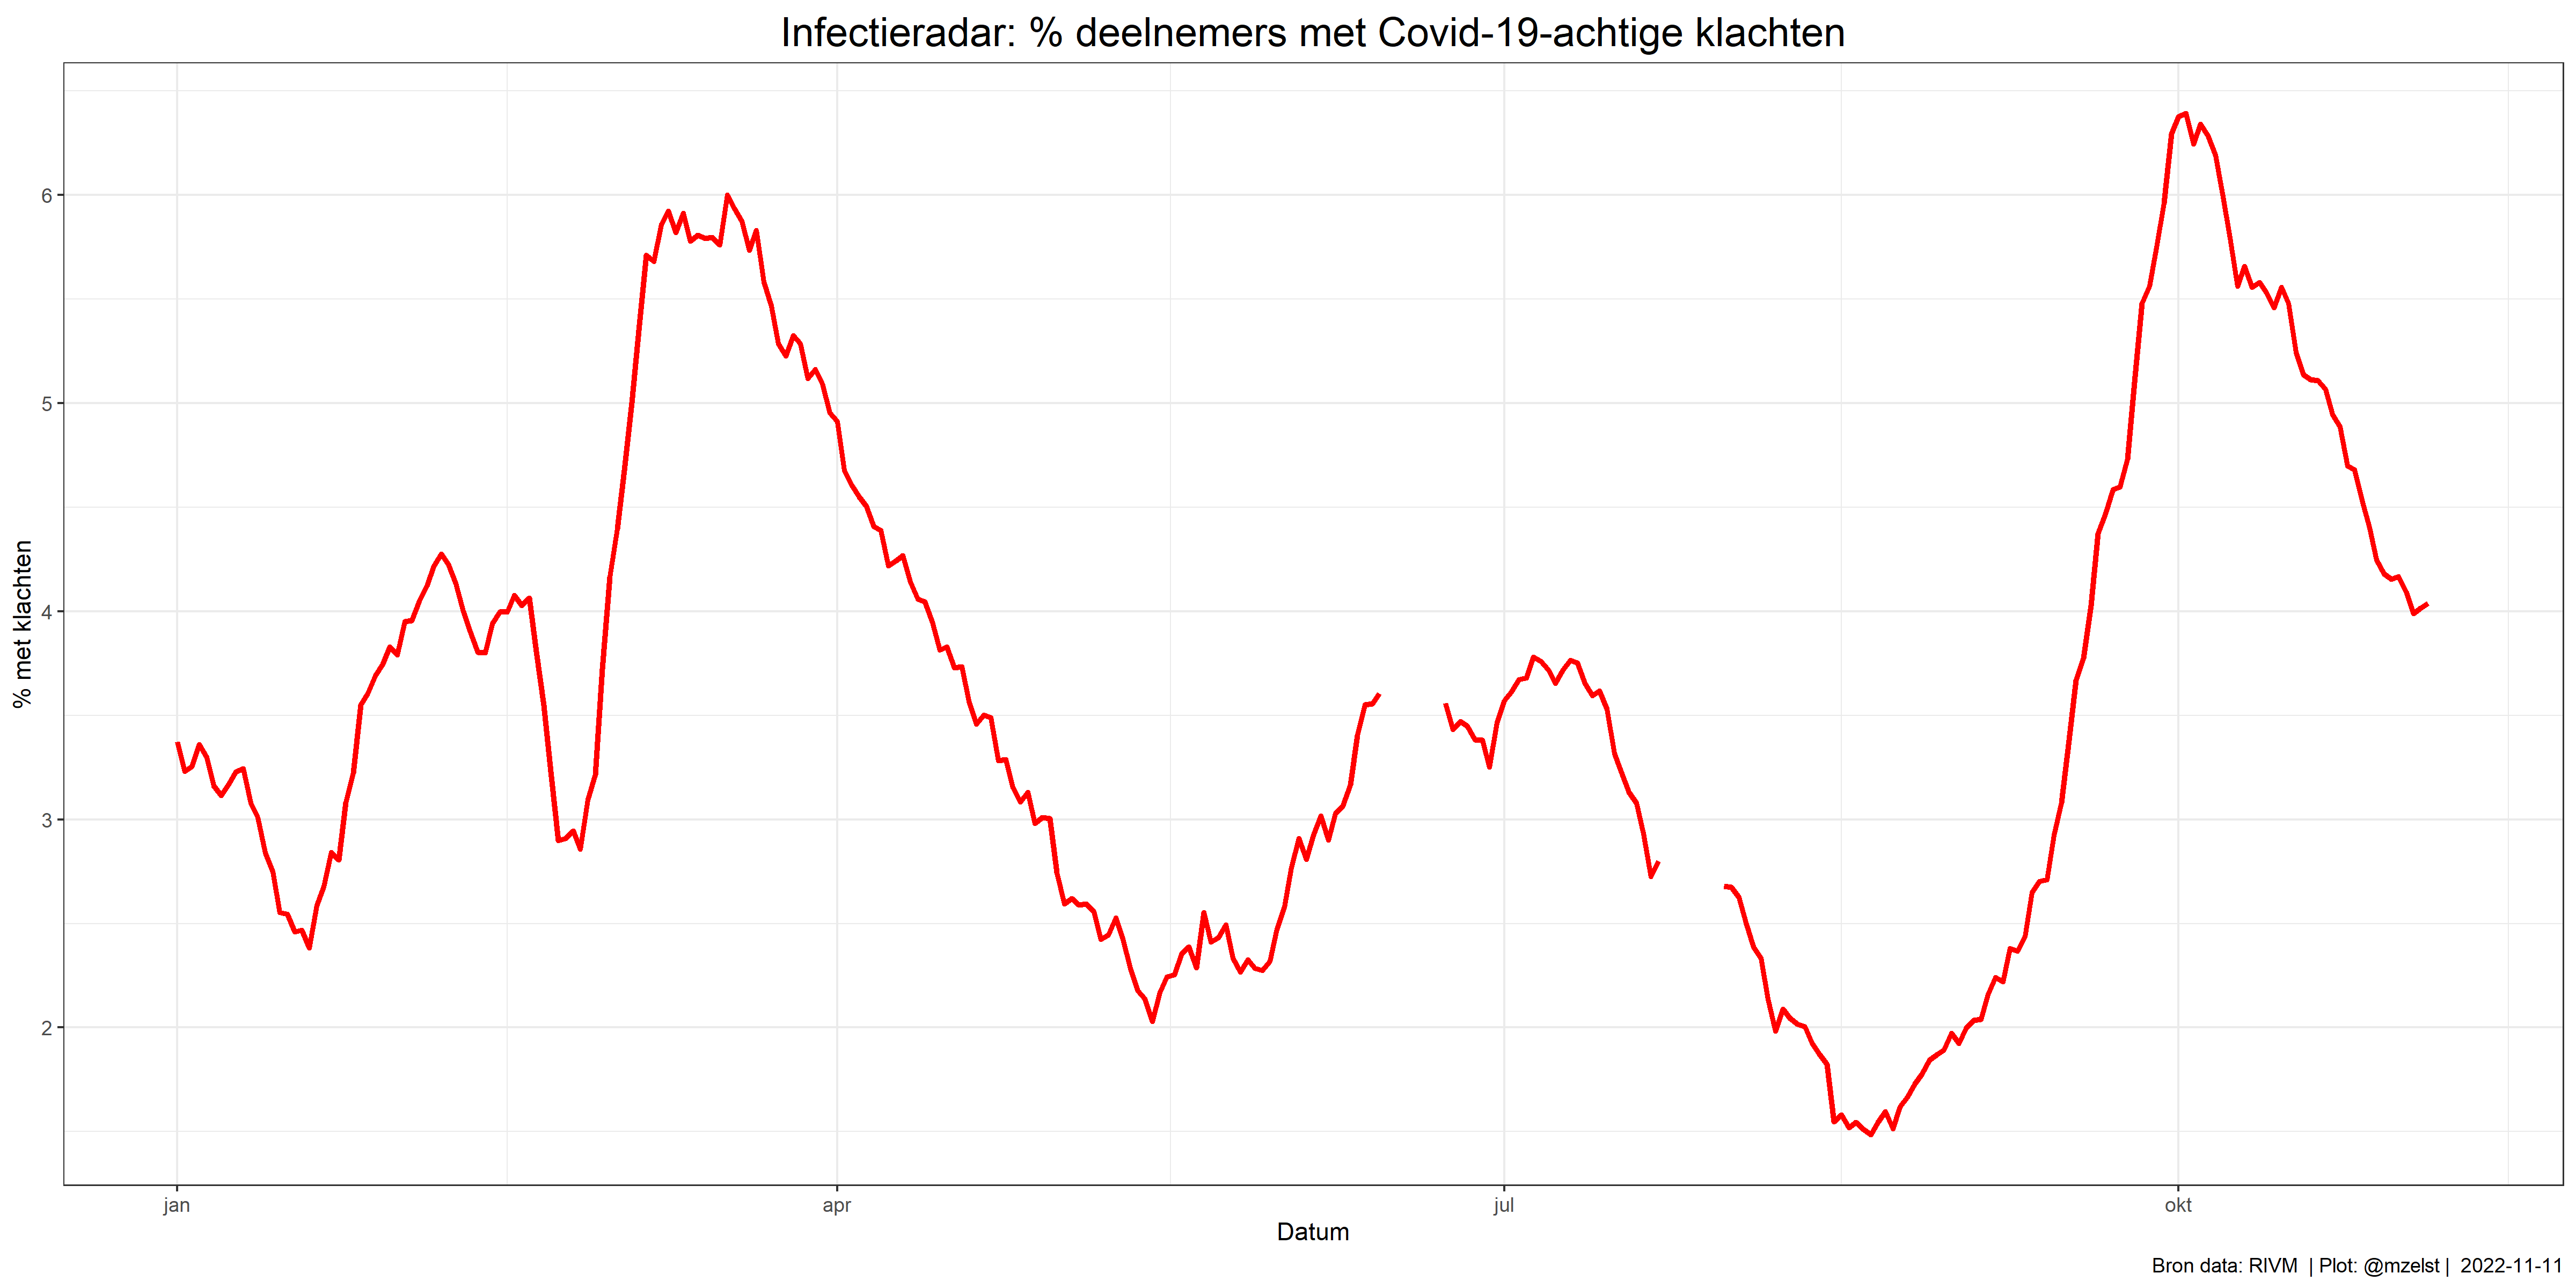 Infectieradar: % deelnemers met Covid-19-achtige klachten
% met klachten
6
5
4
3
2
jan apr jul okt
Datum
Bron data: RIVM | Plot: @mzelst | 2022-11-11